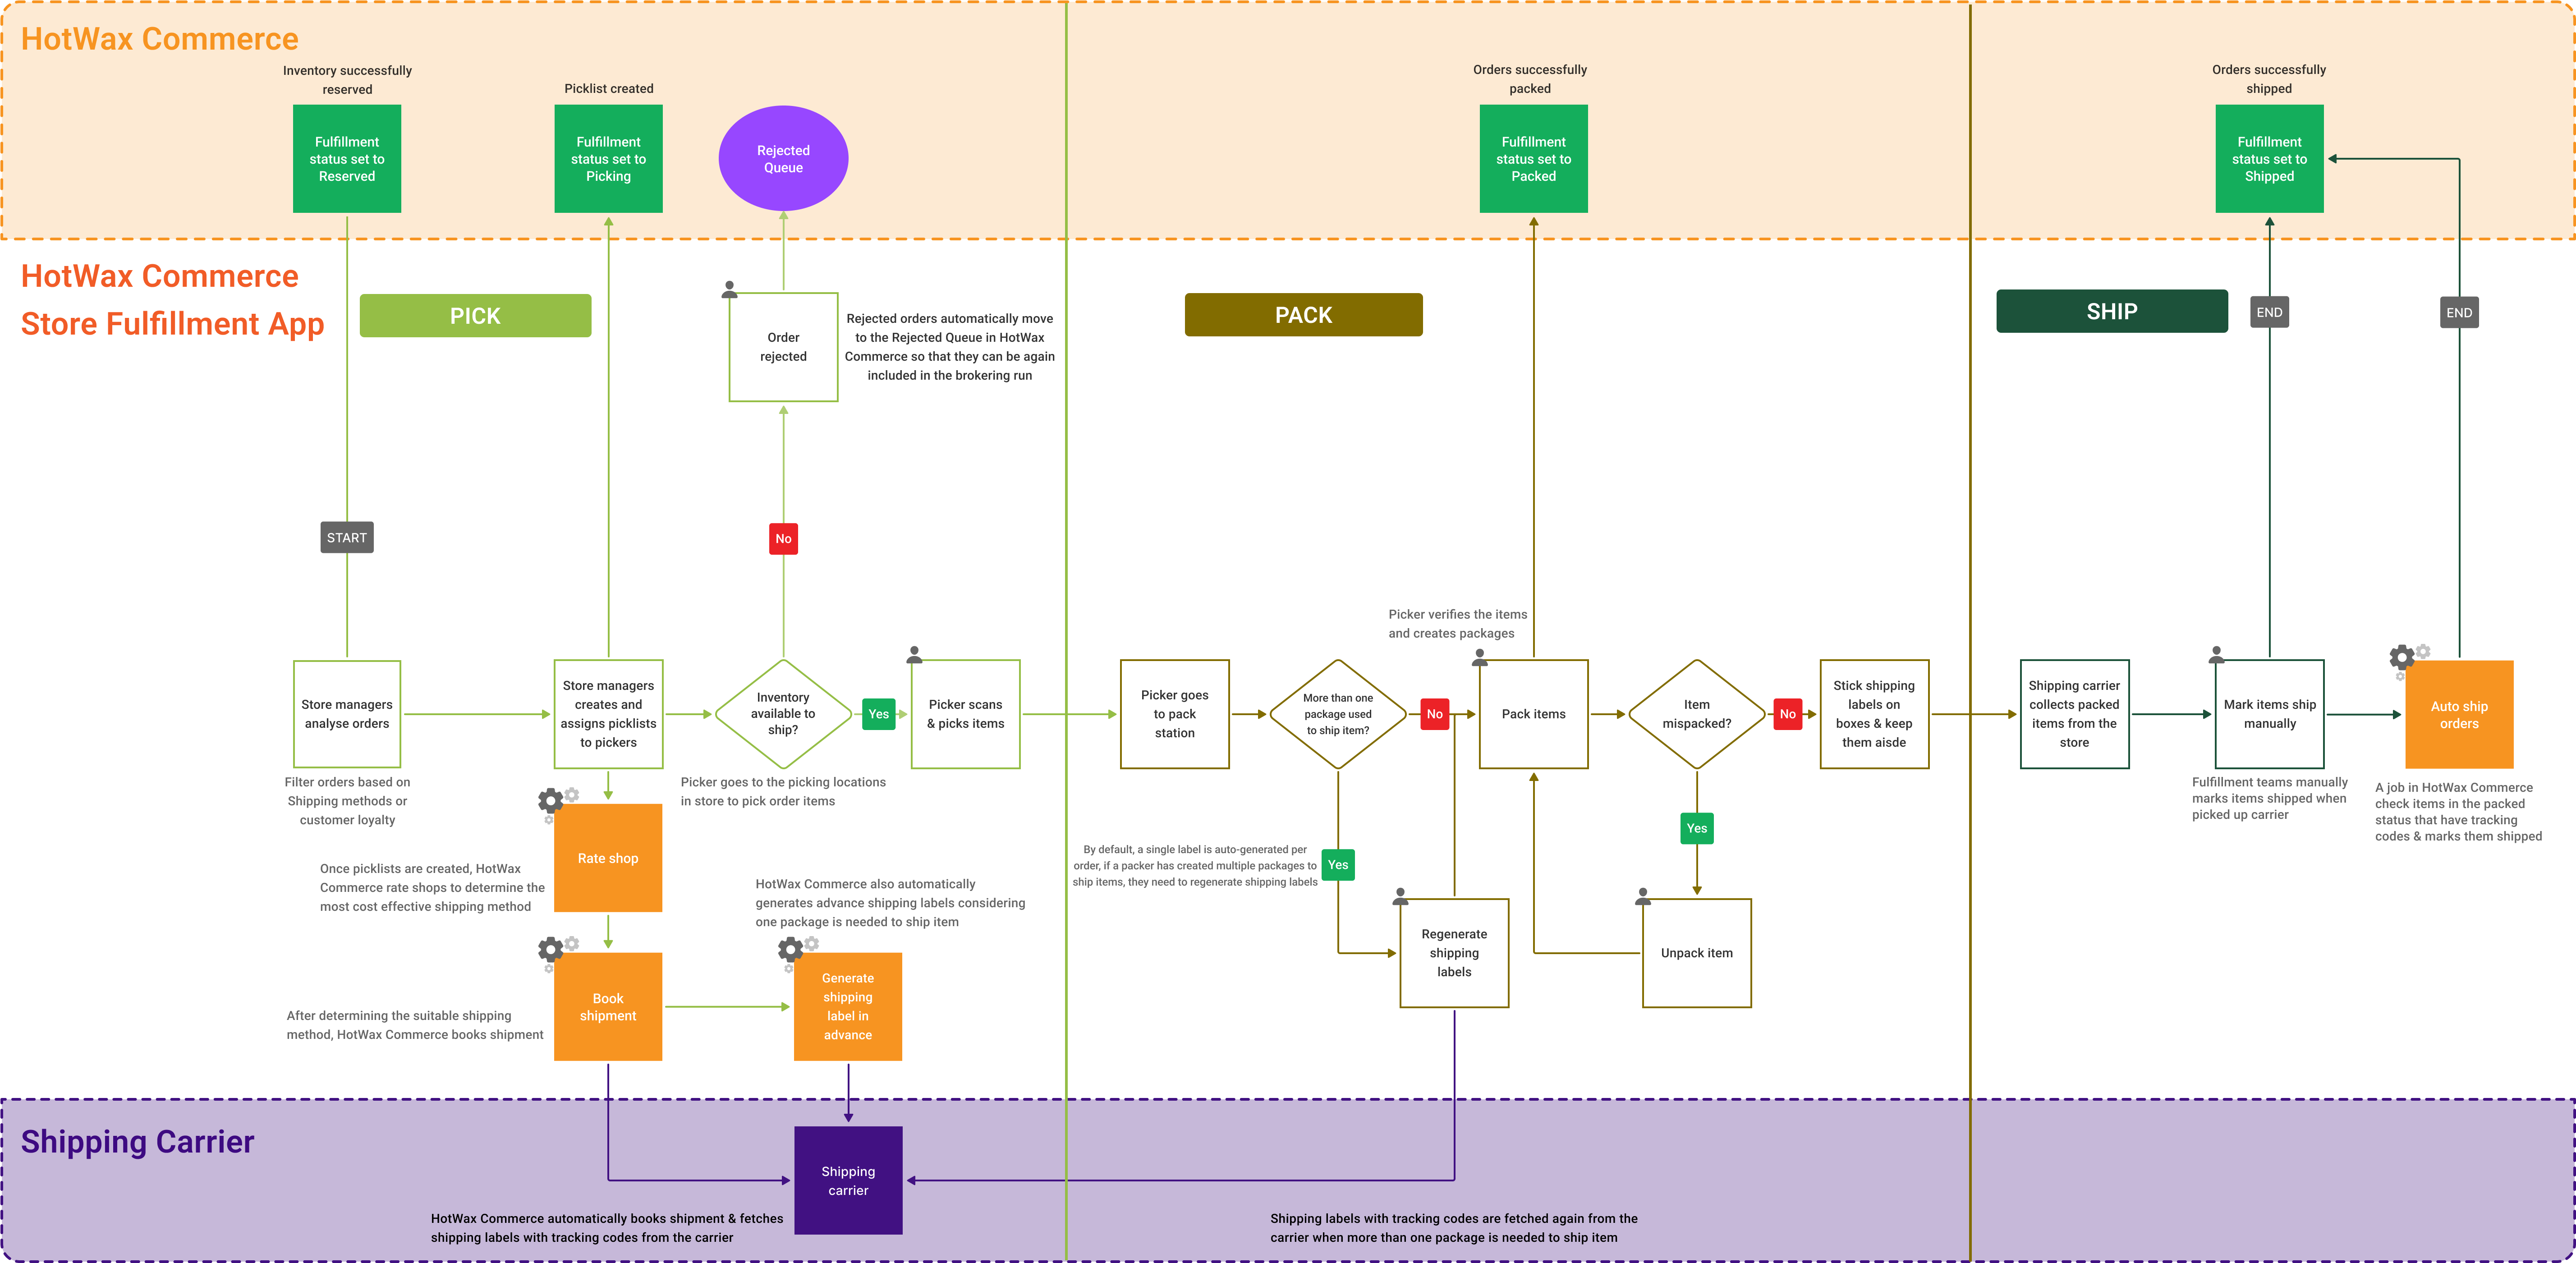 HotWax Commerce
Inventory successfully
reserved
Fulfillment
status set to
Reserved
Picklist created
Fulfillment
status set to
Picking
Rejected
Queue
Orders successfully
packed
Fulfillment
status set to
Packed
Orders successfully
shipped
Fulfillment
status set to
Shipped
HotWax Commerce
Store Fulfillment App
PICK
Order
rejected
Rejected orders automatically move
to the Rejected Queue in HotWax
Commerce so that they can be again
included in the brokering run
PACK
SHIP
END
END
START
No
Store managers
analyse orders
Filter orders based on
Shipping methods or
customer loyalty
Store managers
creates and
assigns picklists
to pickers
Inventory
available to
ship?
Yes
Picker goes to the picking locations
in store to pick order items
Picker scans
& picks items
Rate shop
Once picklists are created, HotWax
Commerce rate shops to determine the
most cost effective shipping method
Book
shipment
After determining the suitable shipping
method, HotWax Commerce books shipment
HotWax Commerce also automatically
generates advance shipping labels considering
one package is needed to ship item
Generate
shipping
label in
advance
Picker goes
to pack
station
More than one
package used
to ship item?
No
Picker verifies the items
and creates packages
Pack items
Item
mispacked?
No
Stick shipping
labels on
boxes & keep
them aisde
By default, a single label is auto-generated per
order, if a packer has created multiple packages to
ship items, they need to regenerate shipping labels
Yes
Regenerate
shipping
labels
Yes
Unpack item
Shipping carrier
collects packed
items from the
store
Mark items ship
manually
Fulfillment teams manually
marks items shipped when
picked up carrier
Auto ship
orders
A job in HotWax Commerce
check items in the packed
status that have tracking
codes & marks them shipped
Shipping Carrier
Shipping
carrier
HotWax Commerce automatically books shipment & fetches
shipping labels with tracking codes from the carrier
Shipping labels with tracking codes are fetched again from the
carrier when more than one package is needed to ship item